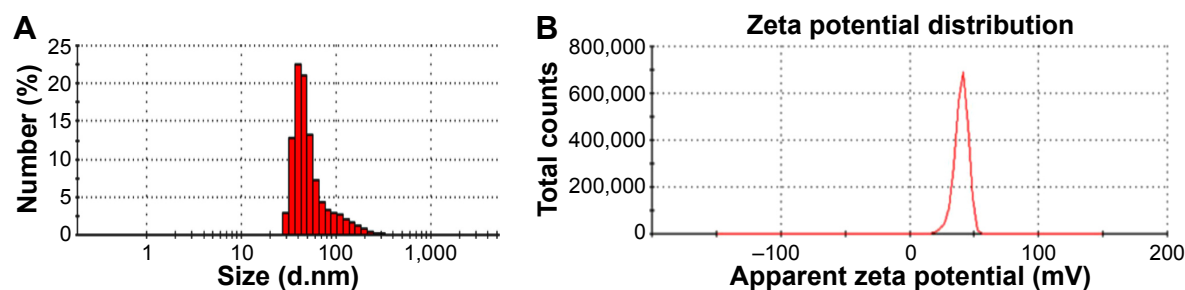 A
25
20
15
10
5
0
Number (%)
1 10 100 1,000
Size (d.nm)
B
Zeta potential distribution
800,000
600,000
400,000
200,000
0
Total counts
–100 0 100 200
Apparent zeta potential (mV)